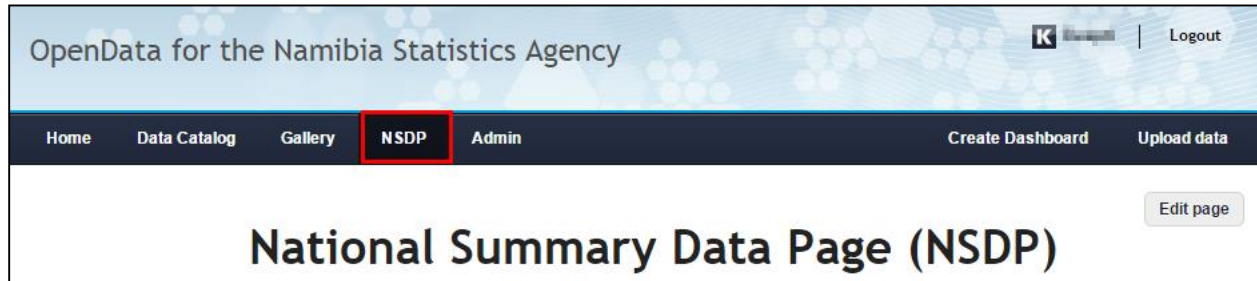 OpenData for the Namibia Statistics Agency
K
Logout
Home Data Catalog Gallery NSDP Admin Create Dashboard Upload data
Edit page
National Summary Data Page (NSDP)